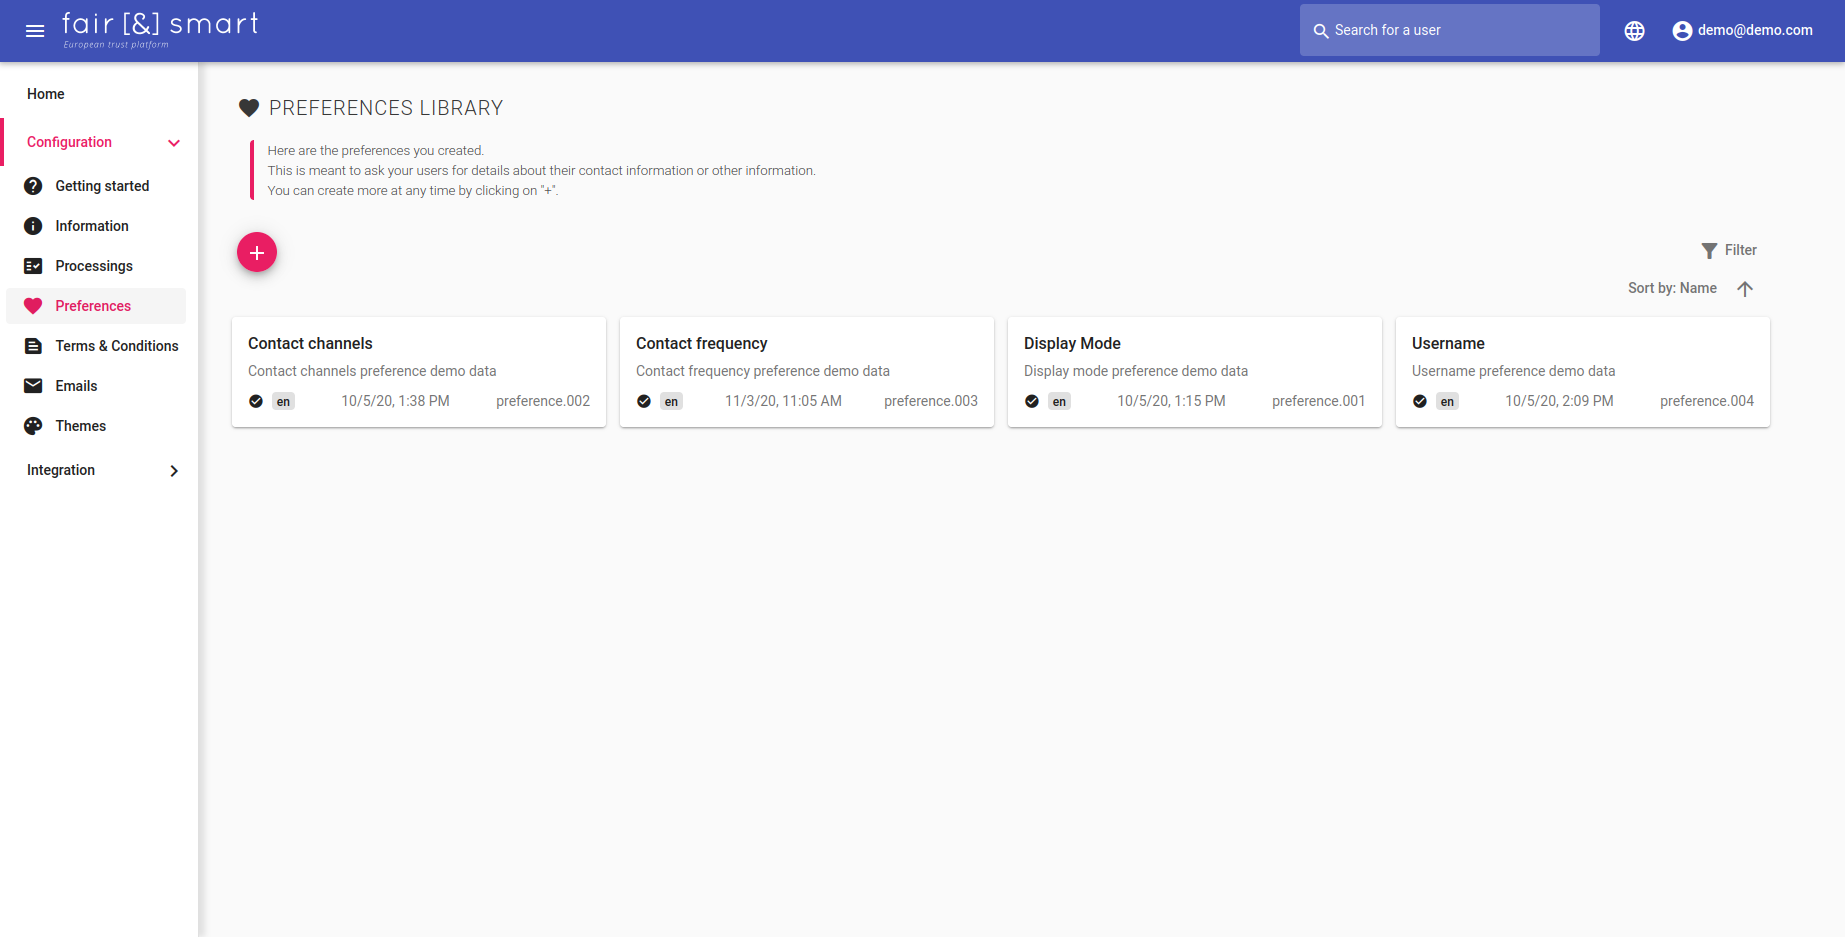 fair [&] smart
European trust platform
Search for a user
demo@demo.com
Home
Configuration
Getting started
Information
Processings
Preferences
Terms & Conditions
Emails
Themes
Integration
PREFERENCES LIBRARY
Here are the preferences you created.
This is meant to ask your users for details about their contact information or other information.
You can create more at any time by clicking on "+".
Filter
Sort by: Name
Contact channels
Contact channels preference demo data
en 10/5/20, 1:38 PM preference.002
Contact frequency
Contact frequency preference demo data
en 11/3/20, 11:05 AM preference.003
Display Mode
Display mode preference demo data
en 10/5/20, 1:15 PM preference.001
Username
Username preference demo data
en 10/5/20, 2:09 PM preference.004